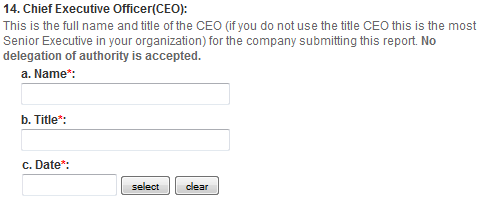 14. Chief Executive Officer(CEO):
This is the full name and title of the CEO (if you do not use the title CEO this is the most
Senior Executive in your organization) for the company submitting this report. No
delegation of authority is accepted.
a. Name*:
b. Title*:
c. Date*:
select clear